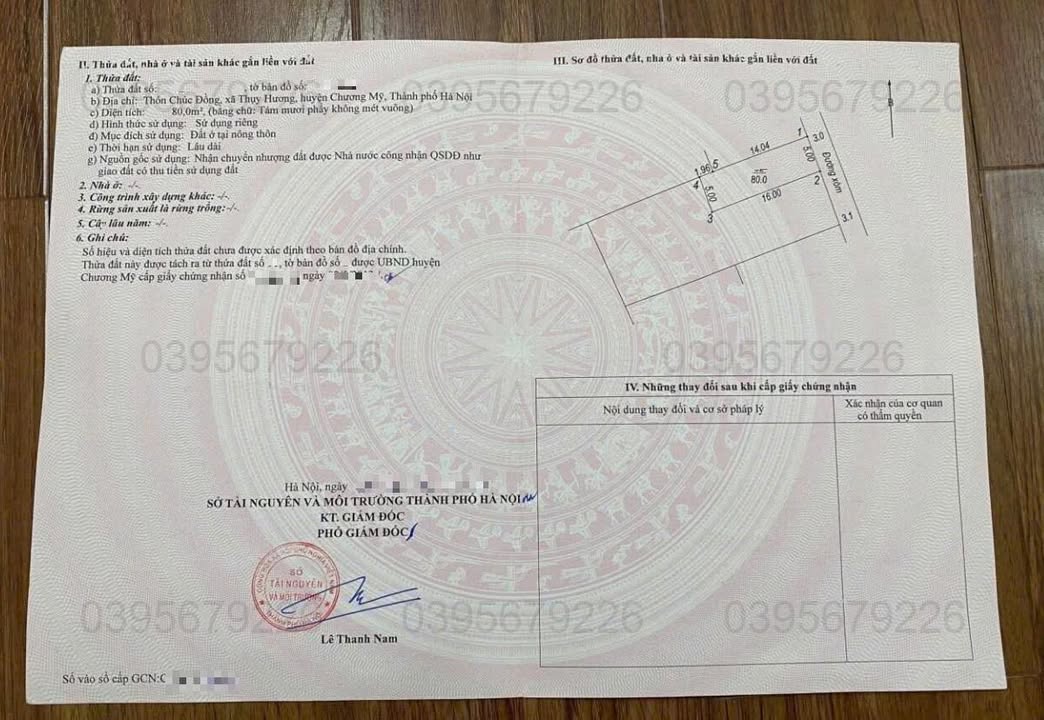 II. Thửa đất, nhà ở và tài sản khác gắn liền với đất
1. Thửa đất:
a) Thửa đất số: , tờ bản đồ số:
b) Địa chỉ: Thôn Chúc Đồng, xã Thụy Hương, huyện Chương Mỹ, Thành phố Hà Nội
c) Diện tích: 80,0m², (bằng chữ: Tám mươi phẩy không mét vuông)
d) Hình thức sử dụng: Sử dụng riêng
đ) Mục đích sử dụng: Đất ở tại nông thôn
e) Thời hạn sử dụng: Lâu dài
g) Nguồn gốc sử dụng: Nhận chuyển nhượng đất được Nhà nước công nhận QSDĐ như
giao đất có thu tiền sử dụng đất
2. Nhà ở: -/-.
3. Công trình xây dựng khác: -/-.
4. Rừng sản xuất là rừng trồng: -/-.
5. Cây lâu năm: -/-.
6. Ghi chú:
Số hiệu và diện tích thửa đất chưa được xác định theo bản đồ địa chính.
Thửa đất này được tách ra từ thửa đất số , tờ bản đồ số được UBND huyện
Chương Mỹ cấp giấy chứng nhận số ngày
Hà Nội, ngày
SỞ TÀI NGUYÊN VÀ MÔI TRƯỜNG THÀNH PHỐ HÀ NỘI
KT. GIÁM ĐỐC
PHÓ GIÁM ĐỐC
SỞ
TÀI NGUYÊN
VÀ MÔI TRƯỜNG
Lê Thanh Nam
Số vào sổ cấp GCN:C
III. Sơ đồ thửa đất, nhà ở và tài sản khác gắn liền với đất
B
1
3.0
14.04
5.00
Đường xóm
1.96
5
4
80.0
2
5.00
16.00
3
3.1
IV. Những thay đổi sau khi cấp giấy chứng nhận
Nội dung thay đổi và cơ sở pháp lý
Xác nhận của cơ quan
có thẩm quyền
0395679226
0395679226
0395679226
0395679226
0395679226
0395679226
0395679226